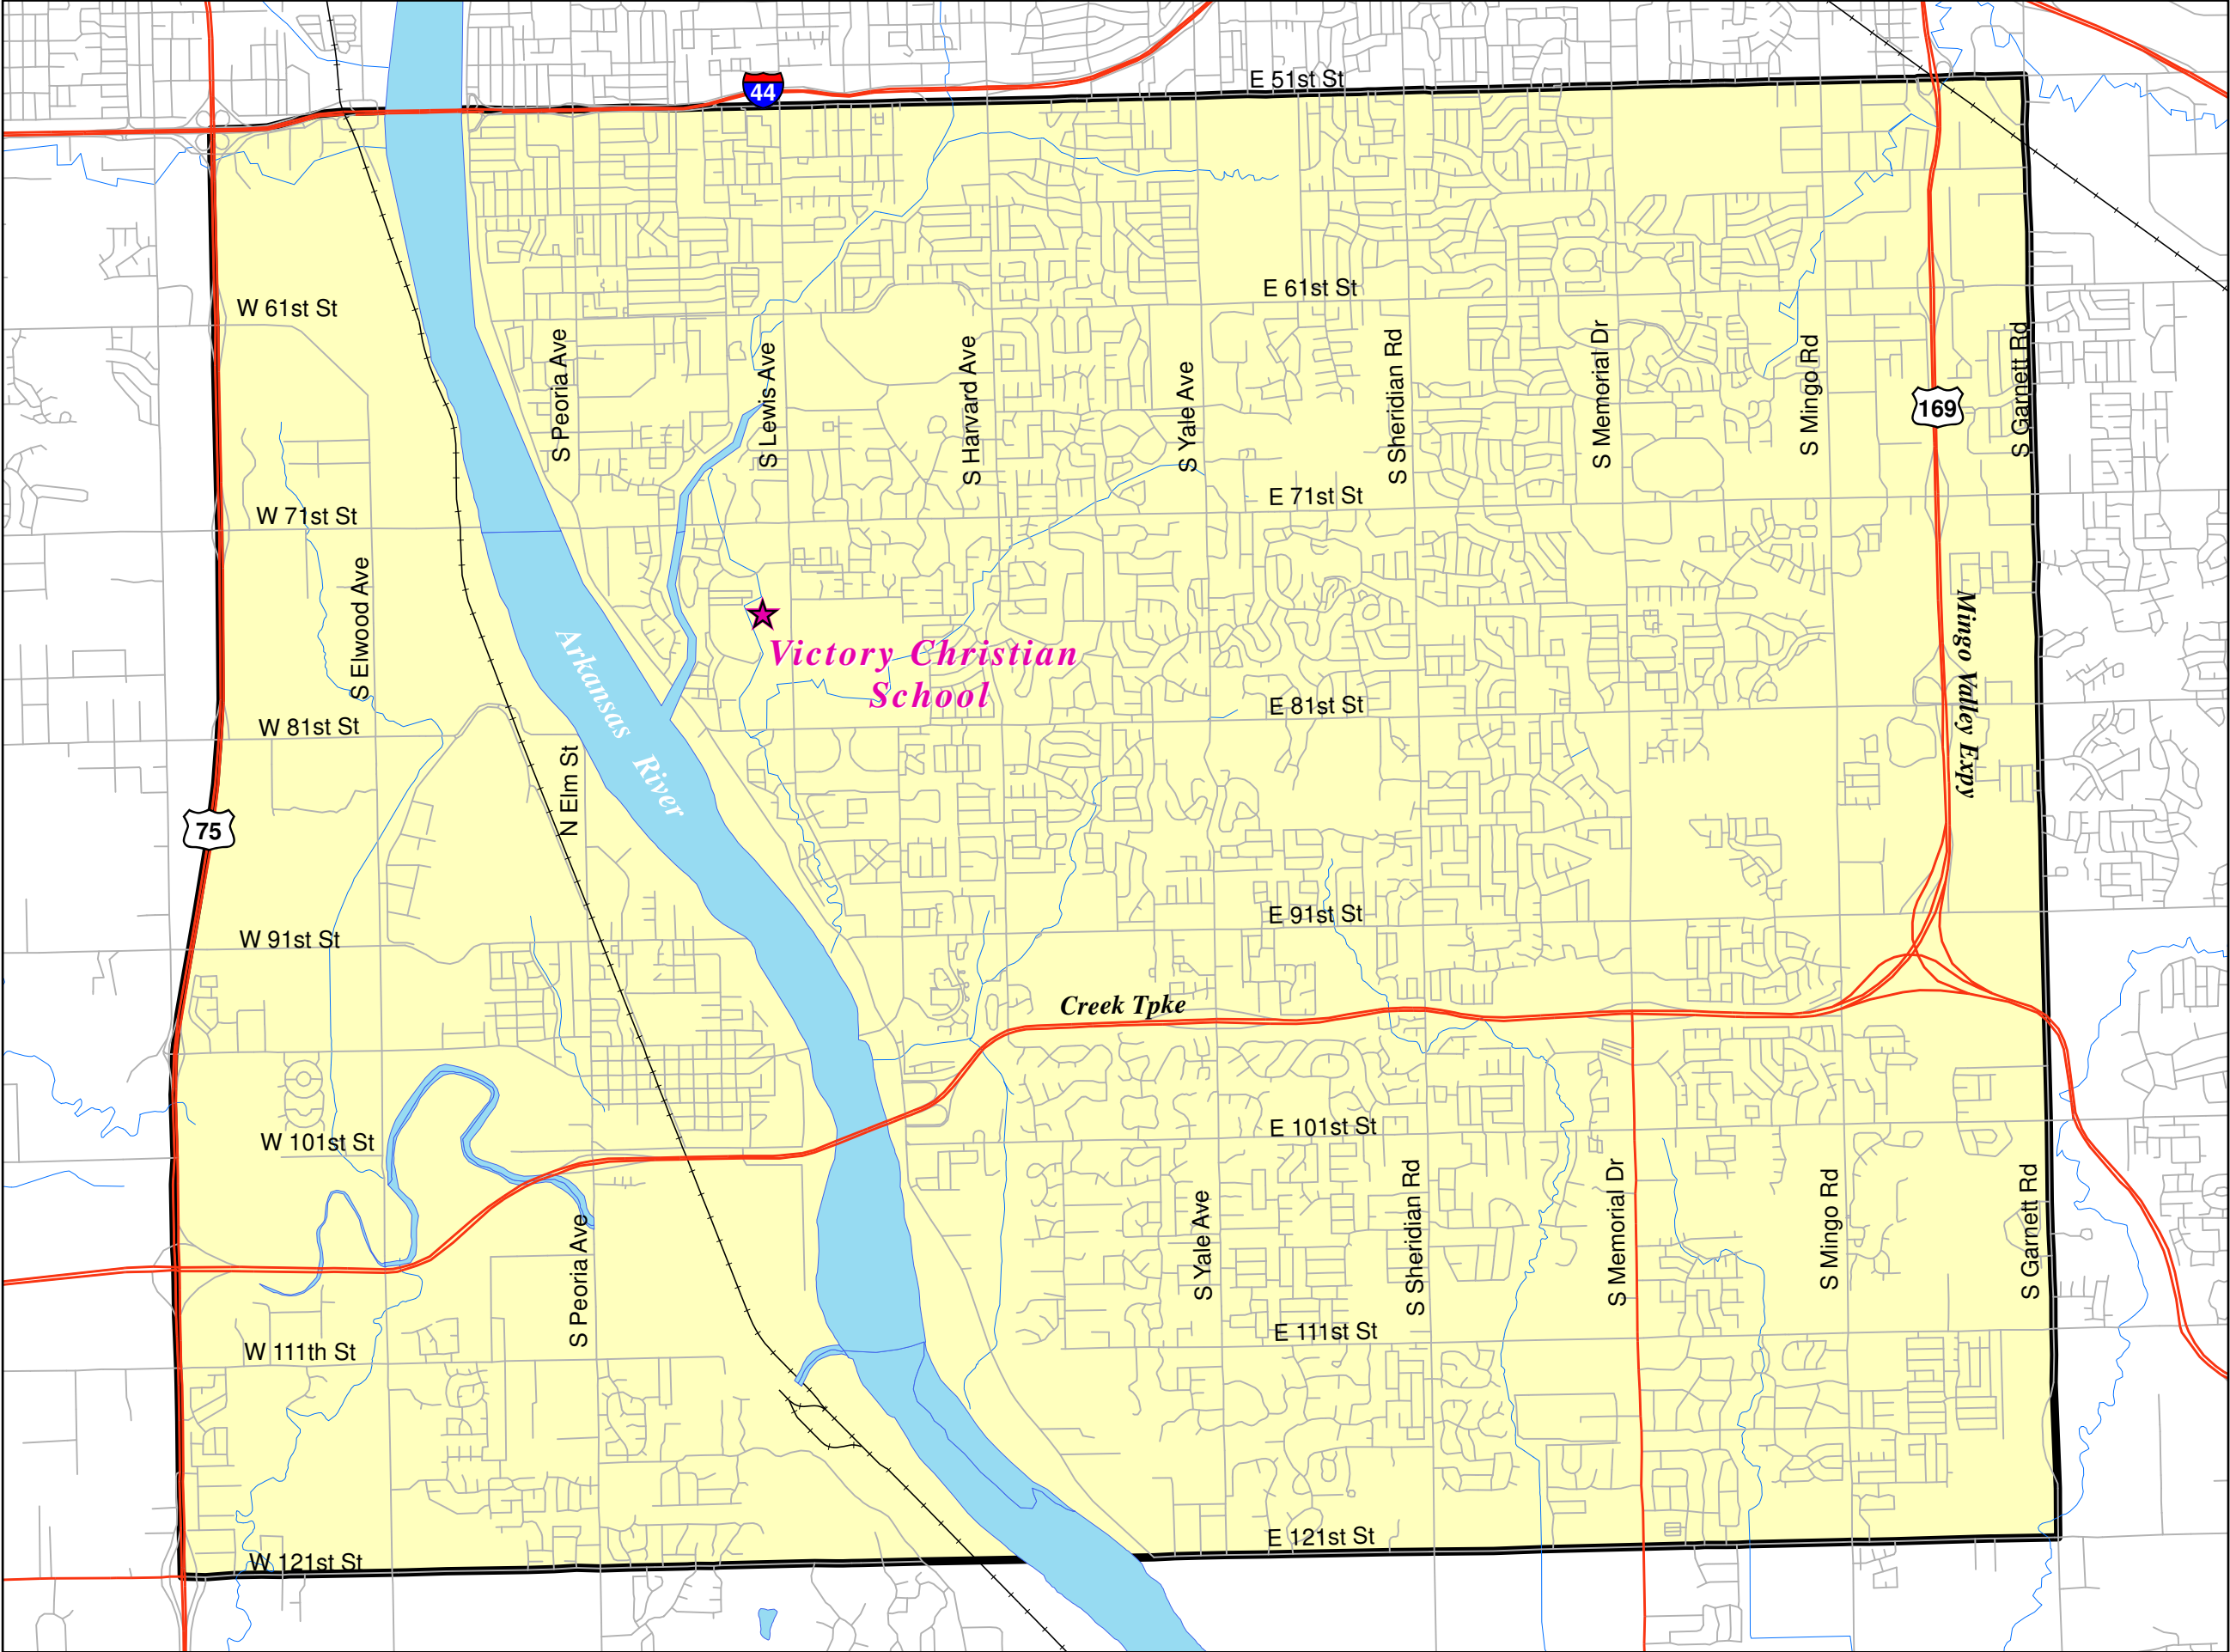 E 51st St
44
E 61st St
W 61st St
S Peoria Ave
S Lewis Ave
S Harvard Ave
S Yale Ave
S Sheridian Rd
S Memorial Dr
S Mingo Rd
169
S Garnett Rd
E 71st St
W 71st St
S Elwood Ave
Victory Christian
School
Arkansas River
Mingo Valley Expy
E 81st St
W 81st St
N Elm St
75
E 91st St
W 91st St
Creek Tpke
E 101st St
W 101st St
S Peoria Ave
S Yale Ave
S Sheridian Rd
S Memorial Dr
S Mingo Rd
S Garnett Rd
E 111st St
W 111th St
E 121st St
W 121st St